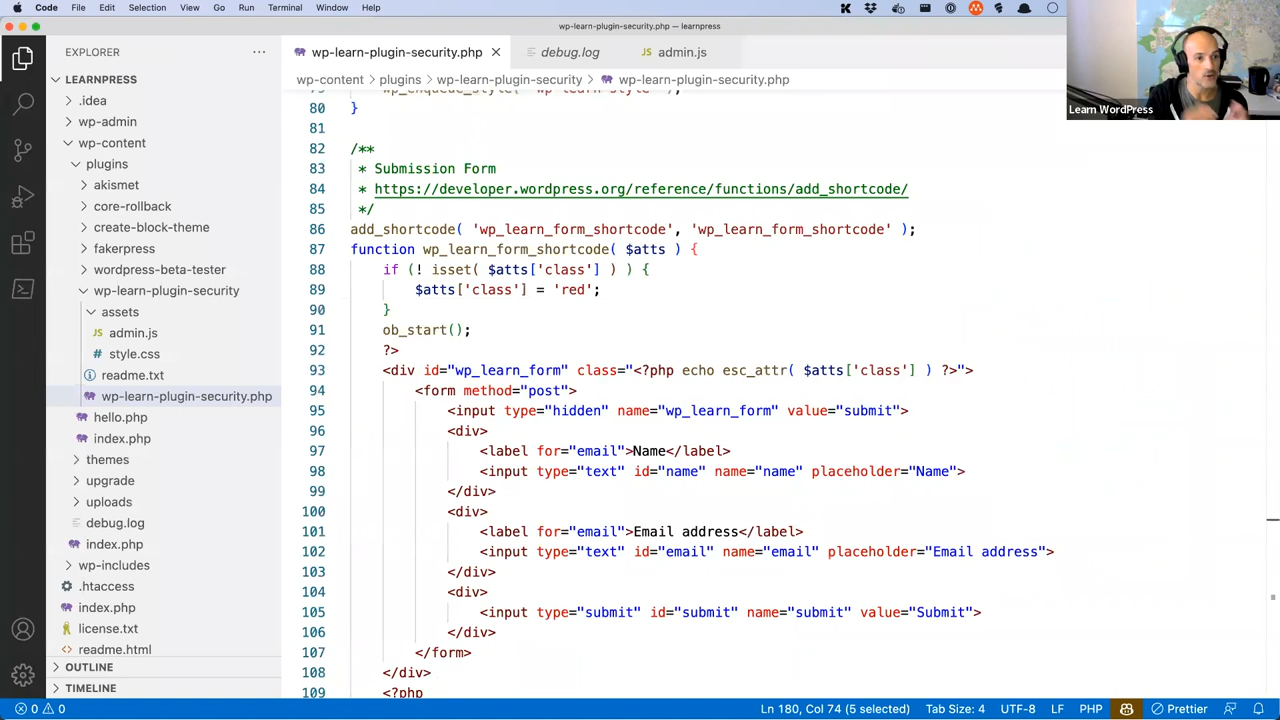 Code File Edit Selection View Go Run Terminal Window Help
wp-learn-plugin-security.php — learnpress
EXPLORER
wp-learn-plugin-security.php
debug.log
JS admin.js
wp-content > plugins > wp-learn-plugin-security > wp-learn-plugin-security.php
LEARNPRESS
.idea
wp-admin
wp-content
plugins
akismet
core-rollback
create-block-theme
fakerpress
wordpress-beta-tester
wp-learn-plugin-security
assets
JS admin.js
# style.css
readme.txt
wp-learn-plugin-security.php
hello.php
index.php
themes
upgrade
uploads
debug.log
index.php
wp-includes
.htaccess
index.php
license.txt
readme.html
OUTLINE
TIMELINE
79 wp_enqueue_style( 'wp-learn-style' );
80 }
81
82 /**
83 * Submission Form
84 * https://developer.wordpress.org/reference/functions/add_shortcode/
85 */
86 add_shortcode( 'wp_learn_form_shortcode', 'wp_learn_form_shortcode' );
87 function wp_learn_form_shortcode( $atts ) {
88 if (! isset( $atts['class'] ) ) {
89 $atts['class'] = 'red';
90 }
91 ob_start();
92 ?>
93 <div id="wp_learn_form" class="<?php echo esc_attr( $atts['class'] ) ?>">
94 <form method="post">
95 <input type="hidden" name="wp_learn_form" value="submit">
96 <div>
97 <label for="email">Name</label>
98 <input type="text" id="name" name="name" placeholder="Name">
99 </div>
100 <div>
101 <label for="email">Email address</label>
102 <input type="text" id="email" name="email" placeholder="Email address">
103 </div>
104 <div>
105 <input type="submit" id="submit" name="submit" value="Submit">
106 </div>
107 </form>
108 </div>
109 <?php
Learn WordPress
0 0 Ln 180, Col 74 (5 selected) Tab Size: 4 UTF-8 LF PHP Prettier